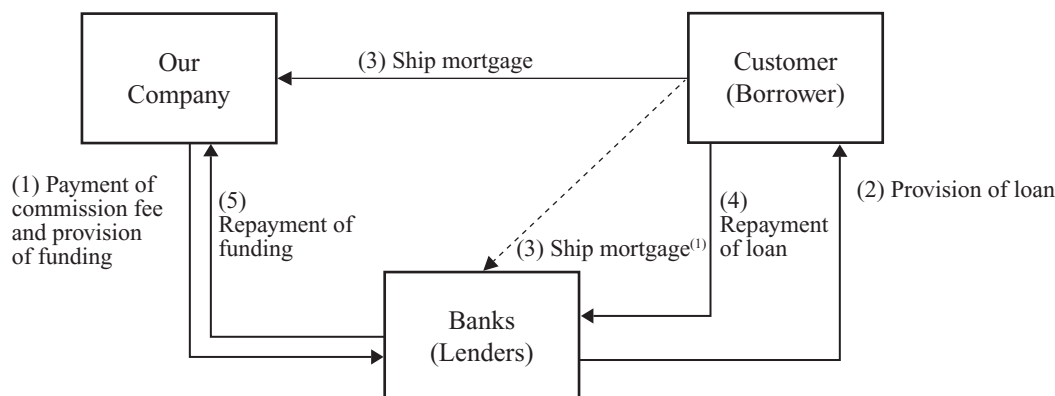 Our
Company
(3) Ship mortgage
Customer
(Borrower)
(1) Payment of
commission fee
and provision
of funding
(5)
Repayment of
funding
(3) Ship mortgage(1)
(4)
Repayment
of loan
(2) Provision of loan
Banks
(Lenders)